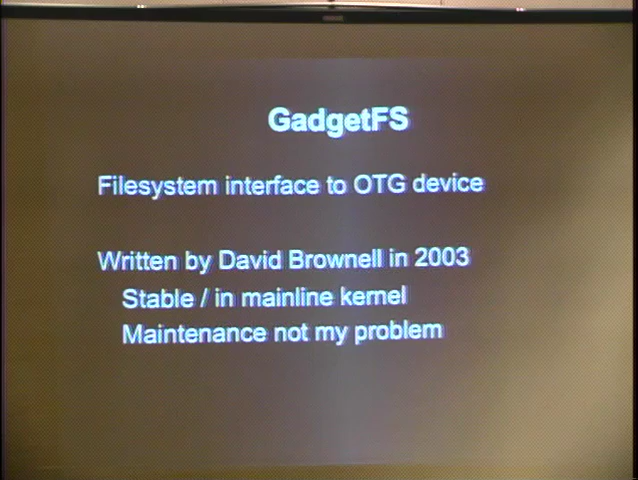 GadgetFS
Filesystem interface to OTG device
Written by David Brownell in 2003
Stable / in mainline kernel
Maintenance not my problem